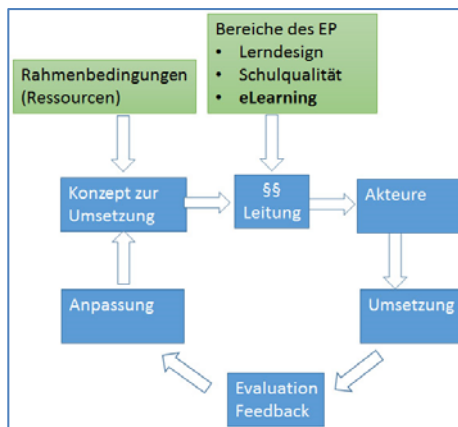 Bereiche des EP
• Lerndesign
• Schulqualität
• eLearning
Rahmenbedingungen
(Ressourcen)
Konzept zur
Umsetzung
§§
Leitung
Akteure
Anpassung
Umsetzung
Evaluation
Feedback